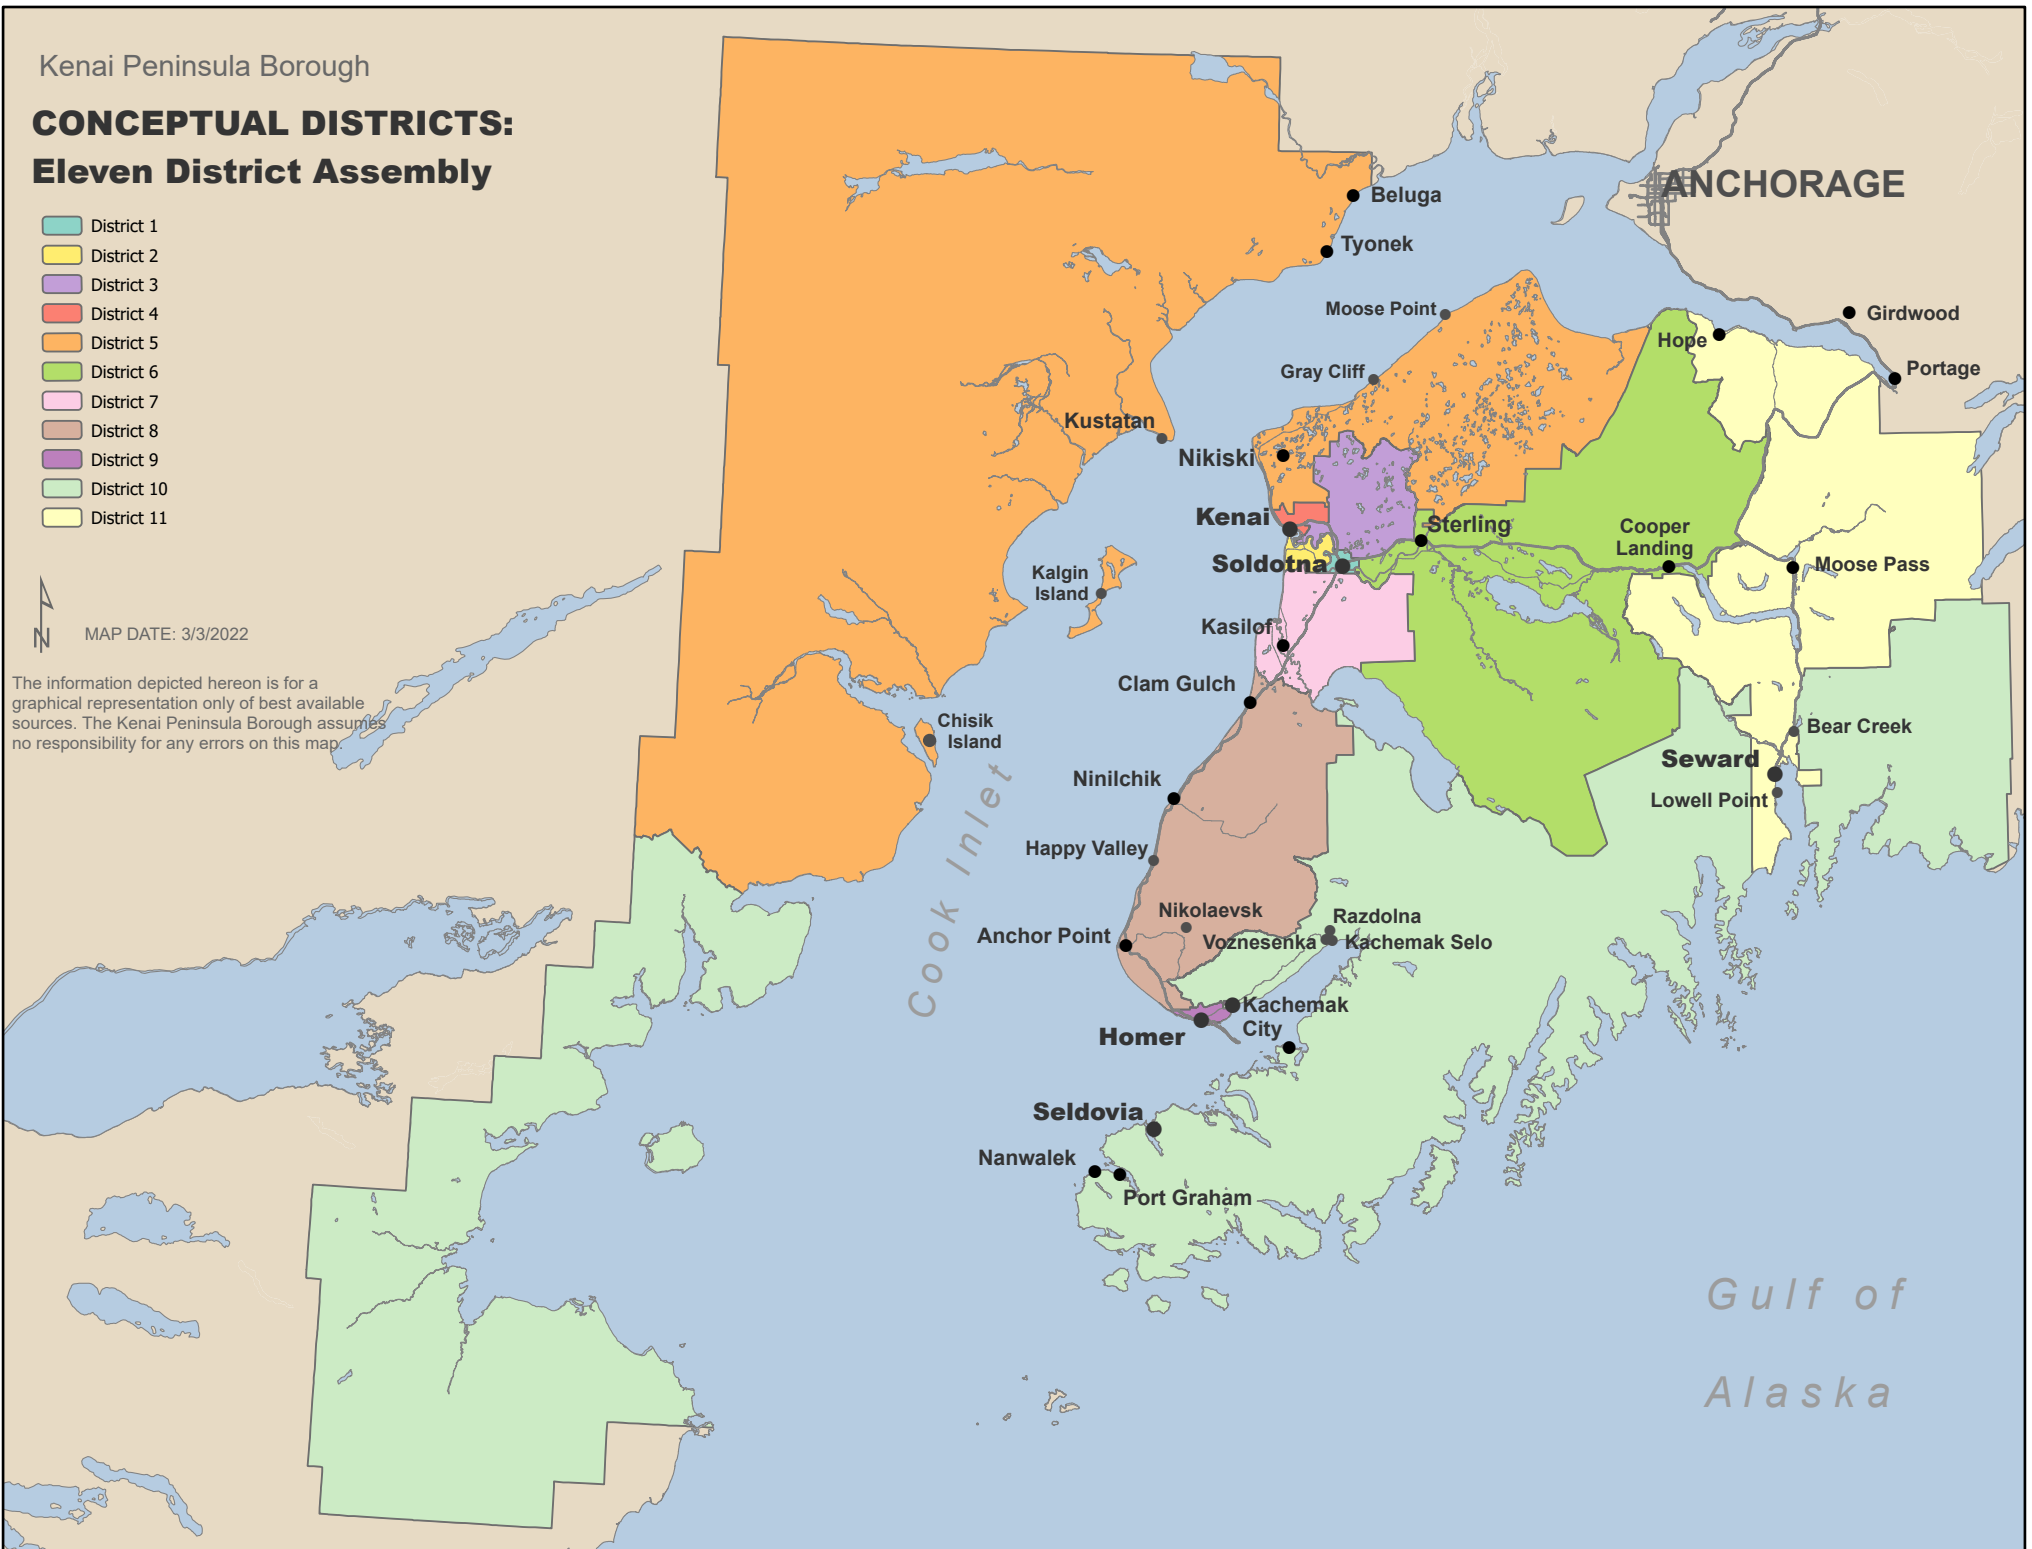 Kenai Peninsula Borough
CONCEPTUAL DISTRICTS:
Eleven District Assembly
District 1
District 2
District 3
District 4
District 5
District 6
District 7
District 8
District 9
District 10
District 11
N
MAP DATE: 3/3/2022
The information depicted hereon is for a
graphical representation only of best available
sources. The Kenai Peninsula Borough assumes
no responsibility for any errors on this map.
ANCHORAGE
Beluga
Tyonek
Moose Point
Girdwood
Hope
Portage
Gray Cliff
Kustatan
Nikiski
Kenai
Sterling
Cooper
Landing
Soldotna
Moose Pass
Kalgin
Island
Kasilof
Clam Gulch
Chisik
Island
Bear Creek
Seward
Lowell Point
Ninilchik
Cook Inlet
Happy Valley
Nikolaevsk
Razdolna
Anchor Point
Voznesenka
Kachemak Selo
Kachemak
City
Homer
Seldovia
Nanwalek
Port Graham
Gulf of
Alaska